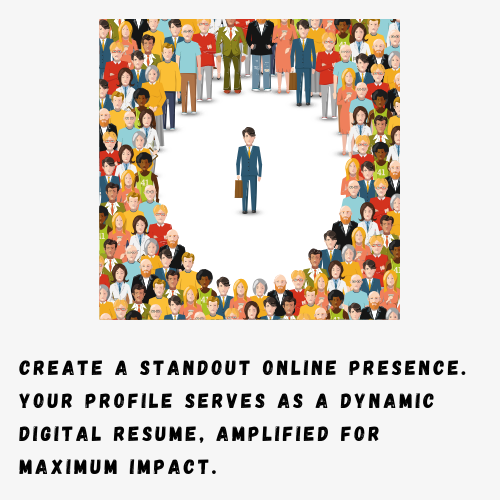 CREATE A STANDOUT ONLINE PRESENCE.
YOUR PROFILE SERVES AS A DYNAMIC
DIGITAL RESUME, AMPLIFIED FOR
MAXIMUM IMPACT.